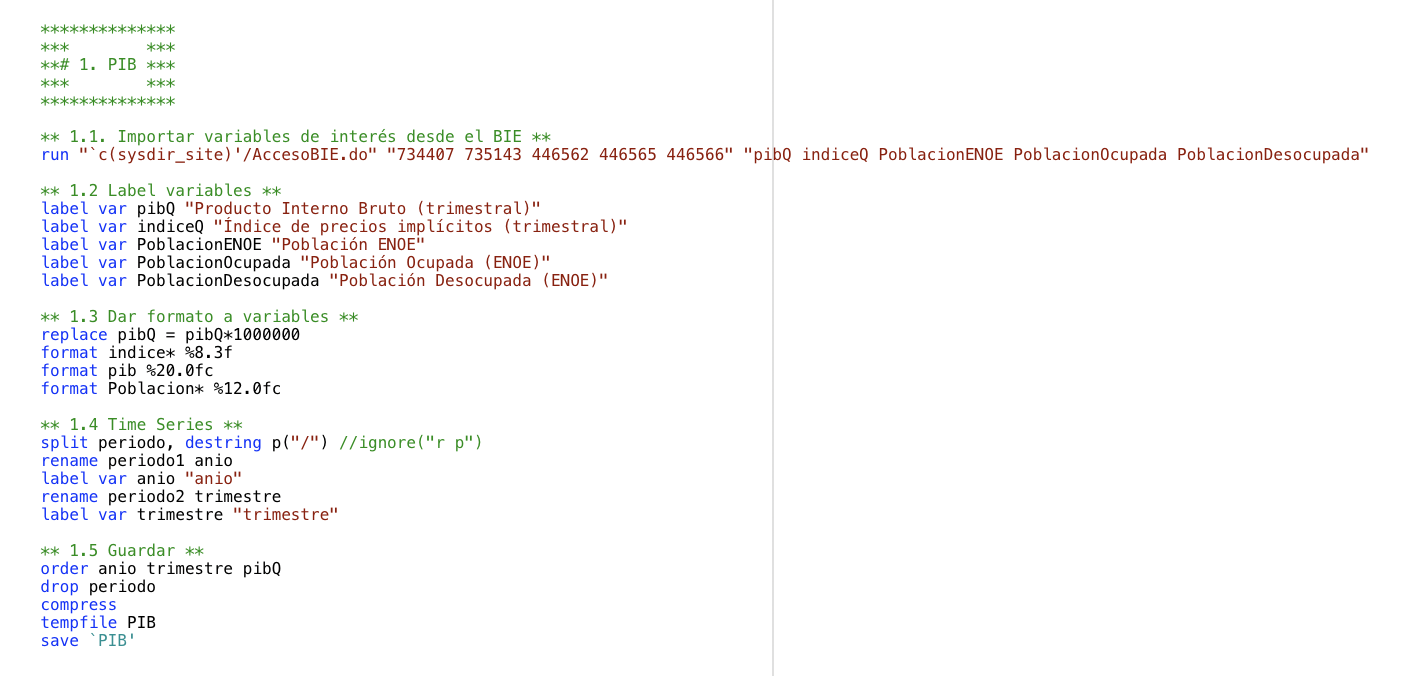 **************
***        ***
**# 1. PIB ***
***        ***
**************
** 1.1. Importar variables de interés desde el BIE **
run "`c(sysdir_site)'/AccesoBIE.do" "734407 735143 446562 446565 446566" "pibQ indiceQ PoblacionENOE PoblacionOcupada PoblacionDesocupada"
** 1.2 Label variables **
label var pibQ "Producto Interno Bruto (trimestral)"
label var indiceQ "Índice de precios implícitos (trimestral)"
label var PoblacionENOE "Población ENOE"
label var PoblacionOcupada "Población Ocupada (ENOE)"
label var PoblacionDesocupada "Población Desocupada (ENOE)"
** 1.3 Dar formato a variables **
replace pibQ = pibQ*1000000
format indice* %8.3f
format pib %20.0fc
format Poblacion* %12.0fc
** 1.4 Time Series **
split periodo, destring p("/") //ignore("r p")
rename periodo1 anio
label var anio "anio"
rename periodo2 trimestre
label var trimestre "trimestre"
** 1.5 Guardar **
order anio trimestre pibQ
drop periodo
compress
tempfile PIB
save `PIB'